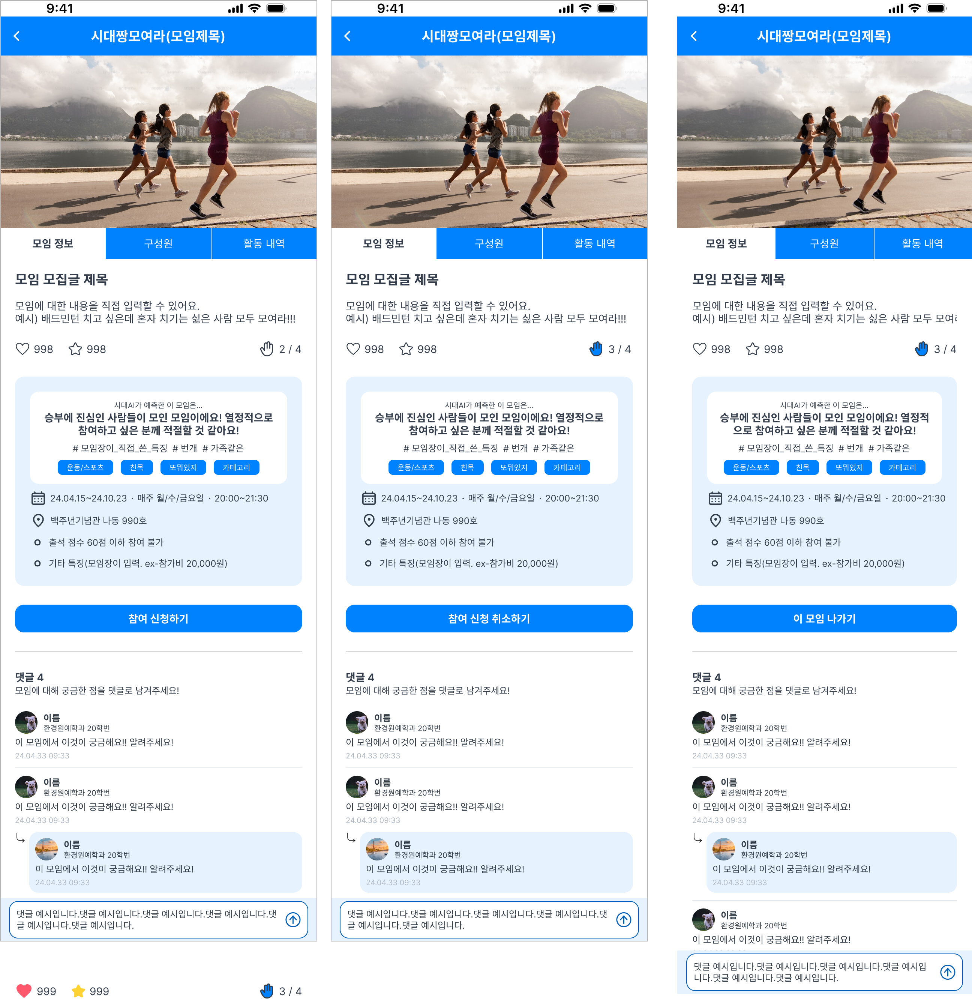 9:41
시대짱모여라(모임제목)
모임 정보
구성원
활동 내역
모임 모집글 제목
모임에 대한 내용을 직접 입력할 수 있어요.
예시) 배드민턴 치고 싶은데 혼자 치기는 싫은 사람 모두 모여라!!!
998
998
2 / 4
시대AI가 예측한 이 모임은...
승부에 진심인 사람들이 모인 모임이에요! 열정적으로
참여하고 싶은 분께 적절할 것 같아요!
# 모임장이_직접_쓴_특징 # 번개 # 가족같은
운동/스포츠
친목
또뭐있지
카테고리
24.04.15~24.10.23 · 매주 월/수/금요일 · 20:00~21:30
백주년기념관 나동 990호
출석 점수 60점 이하 참여 불가
기타 특징(모임장이 입력. ex-참가비 20,000원)
참여 신청하기
댓글 4
모임에 대해 궁금한 점을 댓글로 남겨주세요!
이름
환경원예학과 20학번
이 모임에서 이것이 궁금해요!! 알려주세요!
24.04.33 09:33
이름
환경원예학과 20학번
이 모임에서 이것이 궁금해요!! 알려주세요!
24.04.33 09:33
이름
환경원예학과 20학번
이 모임에서 이것이 궁금해요!! 알려주세요!
24.04.33 09:33
댓글 예시입니다.댓글 예시입니다.댓글 예시입니다.댓글 예시입니다.댓
글 예시입니다.댓글 예시입니다.
999
999
3 / 4
9:41
시대짱모여라(모임제목)
모임 정보
구성원
활동 내역
모임 모집글 제목
모임에 대한 내용을 직접 입력할 수 있어요.
예시) 배드민턴 치고 싶은데 혼자 치기는 싫은 사람 모두 모여라!!!
998
998
3 / 4
시대AI가 예측한 이 모임은...
승부에 진심인 사람들이 모인 모임이에요! 열정적으로
참여하고 싶은 분께 적절할 것 같아요!
# 모임장이_직접_쓴_특징 # 번개 # 가족같은
운동/스포츠
친목
또뭐있지
카테고리
24.04.15~24.10.23 · 매주 월/수/금요일 · 20:00~21:30
백주년기념관 나동 990호
출석 점수 60점 이하 참여 불가
기타 특징(모임장이 입력. ex-참가비 20,000원)
참여 신청 취소하기
댓글 4
모임에 대해 궁금한 점을 댓글로 남겨주세요!
이름
환경원예학과 20학번
이 모임에서 이것이 궁금해요!! 알려주세요!
24.04.33 09:33
이름
환경원예학과 20학번
이 모임에서 이것이 궁금해요!! 알려주세요!
24.04.33 09:33
이름
환경원예학과 20학번
이 모임에서 이것이 궁금해요!! 알려주세요!
24.04.33 09:33
댓글 예시입니다.댓글 예시입니다.댓글 예시입니다.댓글 예시입니다.댓
글 예시입니다.댓글 예시입니다.
9:41
시대짱모여라(모임제목)
모임 정보
구성원
활동 내역
모임 모집글 제목
모임에 대한 내용을 직접 입력할 수 있어요.
예시) 배드민턴 치고 싶은데 혼자 치기는 싫은 사람 모두
998
998
3 / 4
시대AI가 예측한 이 모임은...
승부에 진심인 사람들이 모인 모임이에요! 열정적
으로 참여하고 싶은 분께 적절할 것 같아요!
# 모임장이_직접_쓴_특징 # 번개 # 가족같은
운동/스포츠
친목
또뭐있지
카테고리
24.04.15~24.10.23 · 매주 월/수/금요일 · 20:00~21:30
백주년기념관 나동 990호
출석 점수 60점 이하 참여 불가
기타 특징(모임장이 입력. ex-참가비 20,000원)
이 모임 나가기
댓글 4
모임에 대해 궁금한 점을 댓글로 남겨주세요!
이름
환경원예학과 20학번
이 모임에서 이것이 궁금해요!! 알려주세요!
24.04.33 09:33
이름
환경원예학과 20학번
이 모임에서 이것이 궁금해요!! 알려주세요!
24.04.33 09:33
이름
환경원예학과 20학번
이 모임에서 이것이 궁금해요!! 알려주세요!
24.04.33 09:33
이름
환경원예학과 20학번
이 모임에서 이것이 궁금해요!! 알려주세요!
댓글 예시입니다.댓글 예시입니다.댓글 예시입니다.댓글 예시입
니다.댓글 예시입니다.댓글 예시입니다.